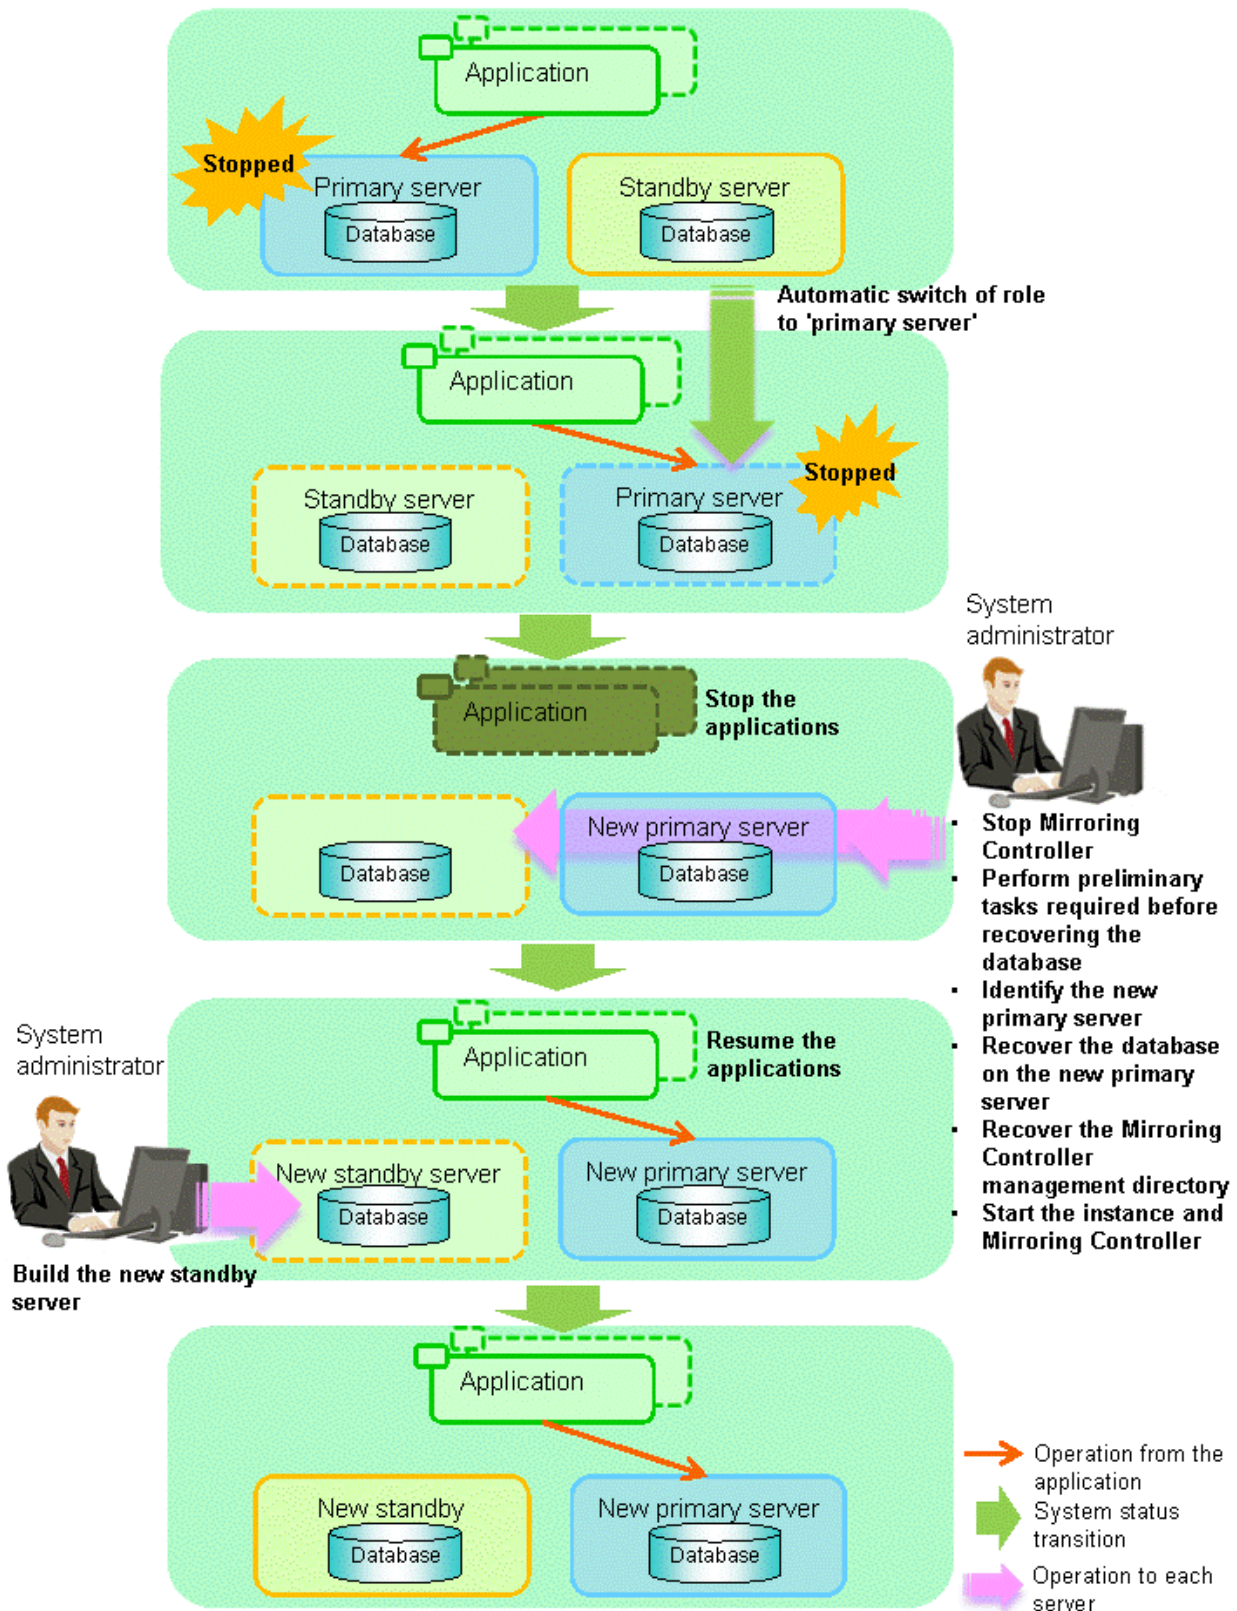 Application
Stopped
Primary server
Database
Standby server
Database
Automatic switch of role
to 'primary server'
Application
Stopped
Standby server
Database
Primary server
Database
System
administrator
Application
Stop the
applications
Database
New primary server
Database
▪ Stop Mirroring
Controller
▪ Perform preliminary
tasks required before
recovering the
database
▪ Identify the new
primary server
▪ Recover the database
on the new primary
server
▪ Recover the Mirroring
Controller
management directory
▪ Start the instance and
Mirroring Controller
System
administrator
Application
Resume the
applications
New standby server
Database
New primary server
Database
Build the new standby
server
Application
New standby
Database
New primary server
Database
Operation from the
application
System status
transition
Operation to each
server